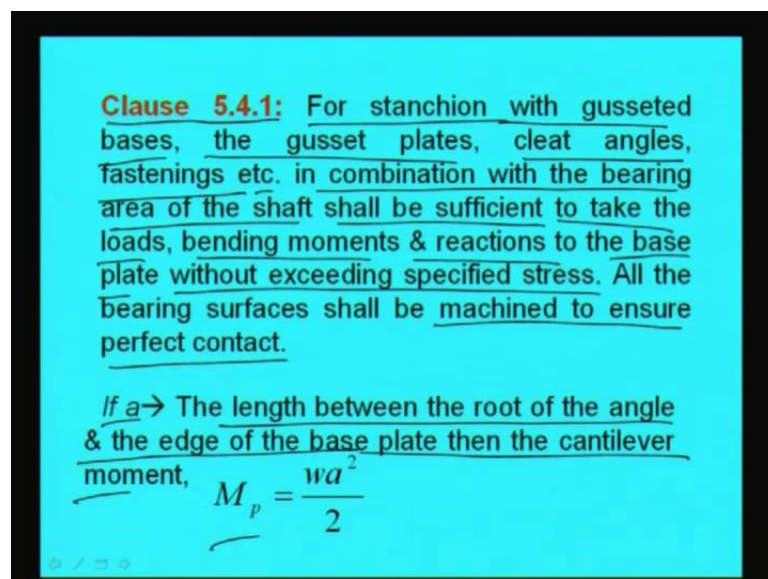 Clause 5.4.1: For stanchion with gusseted
bases, the gusset plates, cleat angles,
fastenings etc. in combination with the bearing
area of the shaft shall be sufficient to take the
loads, bending moments & reactions to the base
plate without exceeding specified stress. All the
bearing surfaces shall be machined to ensure
perfect contact.
If a→ The length between the root of the angle
& the edge of the base plate then the cantilever
moment, M_p = wa²/2